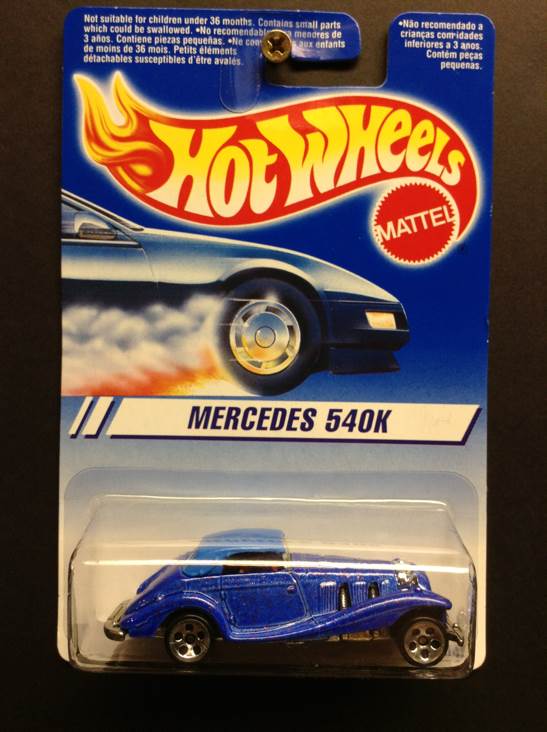 Not suitable for children under 36 months. Contains small parts
which could be swallowed. •No recomendable menores de
3 años. Contiene piezas pequeñas. •Ne aux enfants
de moins de 36 mois. Petits éléments
détachables susceptibles d'être avalés.
•Não recomendado a
crianças com idades
inferiores a 3 anos.
Contém peças
pequenas.
HOT WHEELS
MATTEL
®
MERCEDES 540K